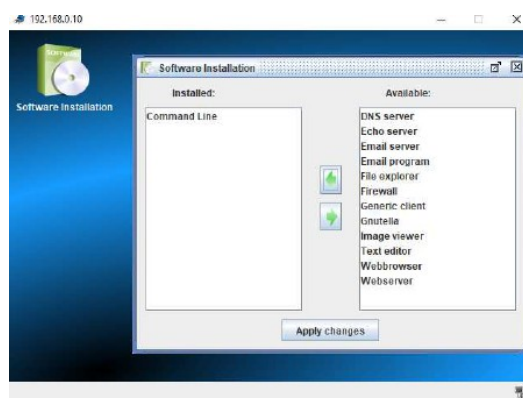 192.168.0.10
Software Installation
Software Installation
Installed:
Available:
Command Line
DNS server
Echo server
Email server
Email program
File explorer
Firewall
Generic client
Gnutella
Image viewer
Text editor
Webbrowser
Webserver
Apply changes